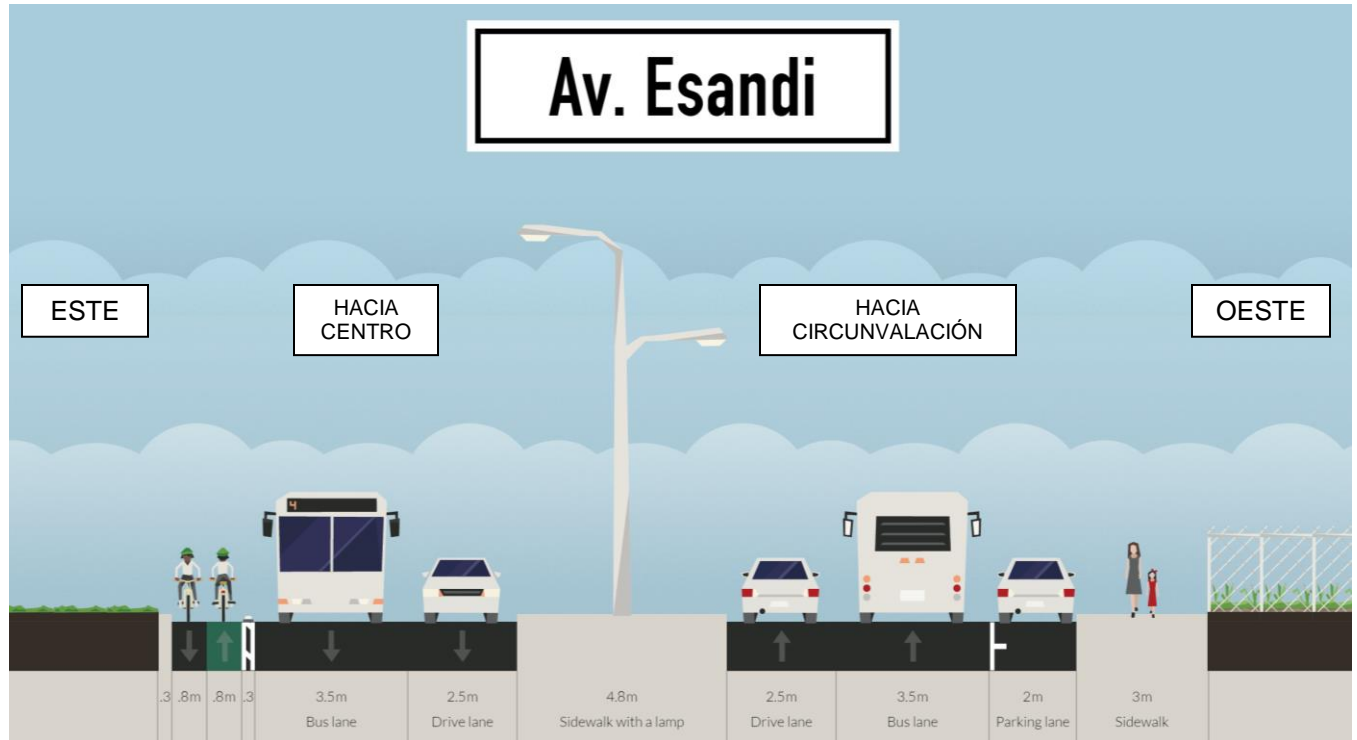 Av. Esandi
ESTE
HACIA
CENTRO
HACIA
CIRCUNVALACIÓN
OESTE
4
.3 .8m .8m .3 3.5m 2.5m 4.8m 2.5m 3.5m 2m 3m
Bus lane Drive lane Sidewalk with a lamp Drive lane Bus lane Parking lane Sidewalk